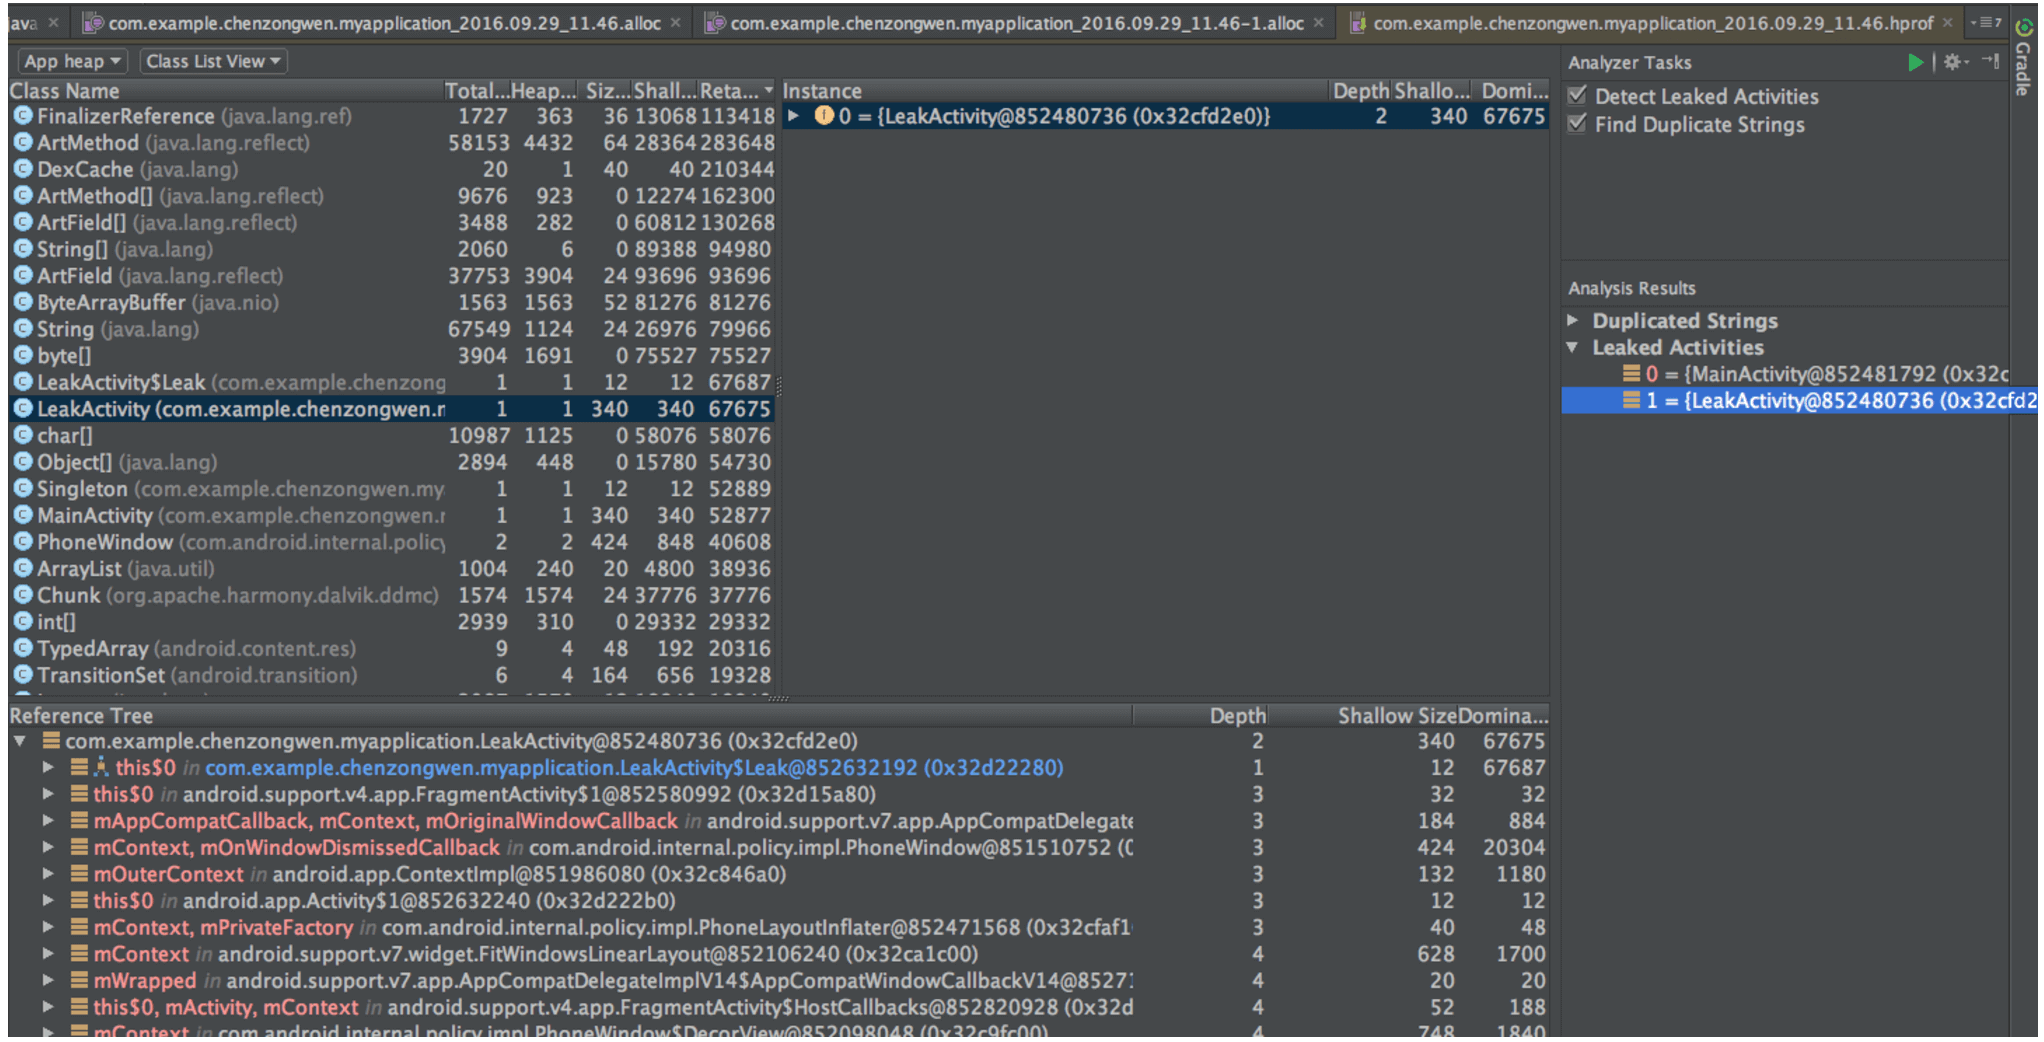 java com.example.chenzongwen.myapplication_2016.09.29_11.46.alloc com.example.chenzongwen.myapplication_2016.09.29_11.46-1.alloc com.example.chenzongwen.myapplication_2016.09.29_11.46.hprof 7
Gradle
App heap Class List View
Class Name Total... Heap... Siz... Shall... Reta...
FinalizerReference (java.lang.ref) 1727 363 36 13068 113418
ArtMethod (java.lang.reflect) 58153 4432 64 28364 283648
DexCache (java.lang) 20 1 40 40 210344
ArtMethod[] (java.lang.reflect) 9676 923 0 12274 162300
ArtField[] (java.lang.reflect) 3488 282 0 60812 130268
String[] (java.lang) 2060 6 0 89388 94980
ArtField (java.lang.reflect) 37753 3904 24 93696 93696
ByteArrayBuffer (java.nio) 1563 1563 52 81276 81276
String (java.lang) 67549 1124 24 26976 79966
byte[] 3904 1691 0 75527 75527
LeakActivity$Leak (com.example.chenzong 1 1 12 12 67687
LeakActivity (com.example.chenzongwen.r 1 1 340 340 67675
char[] 10987 1125 0 58076 58076
Object[] (java.lang) 2894 448 0 15780 54730
Singleton (com.example.chenzongwen.my 1 1 12 12 52889
MainActivity (com.example.chenzongwen.r 1 1 340 340 52877
PhoneWindow (com.android.internal.policy 2 2 424 848 40608
ArrayList (java.util) 1004 240 20 4800 38936
Chunk (org.apache.harmony.dalvik.ddmc) 1574 1574 24 37776 37776
int[] 2939 310 0 29332 29332
TypedArray (android.content.res) 9 4 48 192 20316
TransitionSet (android.transition) 6 4 164 656 19328
Instance Depth Shallo... Domi...
0 = {LeakActivity@852480736 (0x32cfd2e0)} 2 340 67675
Analyzer Tasks
Detect Leaked Activities
Find Duplicate Strings
Analysis Results
Duplicated Strings
Leaked Activities
0 = {MainActivity@852481792 (0x32c
1 = {LeakActivity@852480736 (0x32cfd2
Reference Tree Depth Shallow Size Domina...
com.example.chenzongwen.myapplication.LeakActivity@852480736 (0x32cfd2e0) 2 340 67675
this$0 in com.example.chenzongwen.myapplication.LeakActivity$Leak@852632192 (0x32d22280) 1 12 67687
this$0 in android.support.v4.app.FragmentActivity$1@852580992 (0x32d15a80) 3 32 32
mAppCompatCallback, mContext, mOriginalWindowCallback in android.support.v7.app.AppCompatDelegate 3 184 884
mContext, mOnWindowDismissedCallback in com.android.internal.policy.impl.PhoneWindow@851510752 (0 3 424 20304
mOuterContext in android.app.ContextImpl@851986080 (0x32c846a0) 3 132 1180
this$0 in android.app.Activity$1@852632240 (0x32d222b0) 3 12 12
mContext, mPrivateFactory in com.android.internal.policy.impl.PhoneLayoutInflater@852471568 (0x32cfaf1 3 40 48
mContext in android.support.v7.widget.FitWindowsLinearLayout@852106240 (0x32ca1c00) 4 628 1700
mWrapped in android.support.v7.app.AppCompatDelegateImplV14$AppCompatWindowCallbackV14@85271 4 20 20
this$0, mActivity, mContext in android.support.v4.app.FragmentActivity$HostCallbacks@852820928 (0x32d 4 52 188
mContext in com.android.internal.policy.impl.PhoneWindow$DecorView@852098048 (0x32c9fc00) 4 748 1840